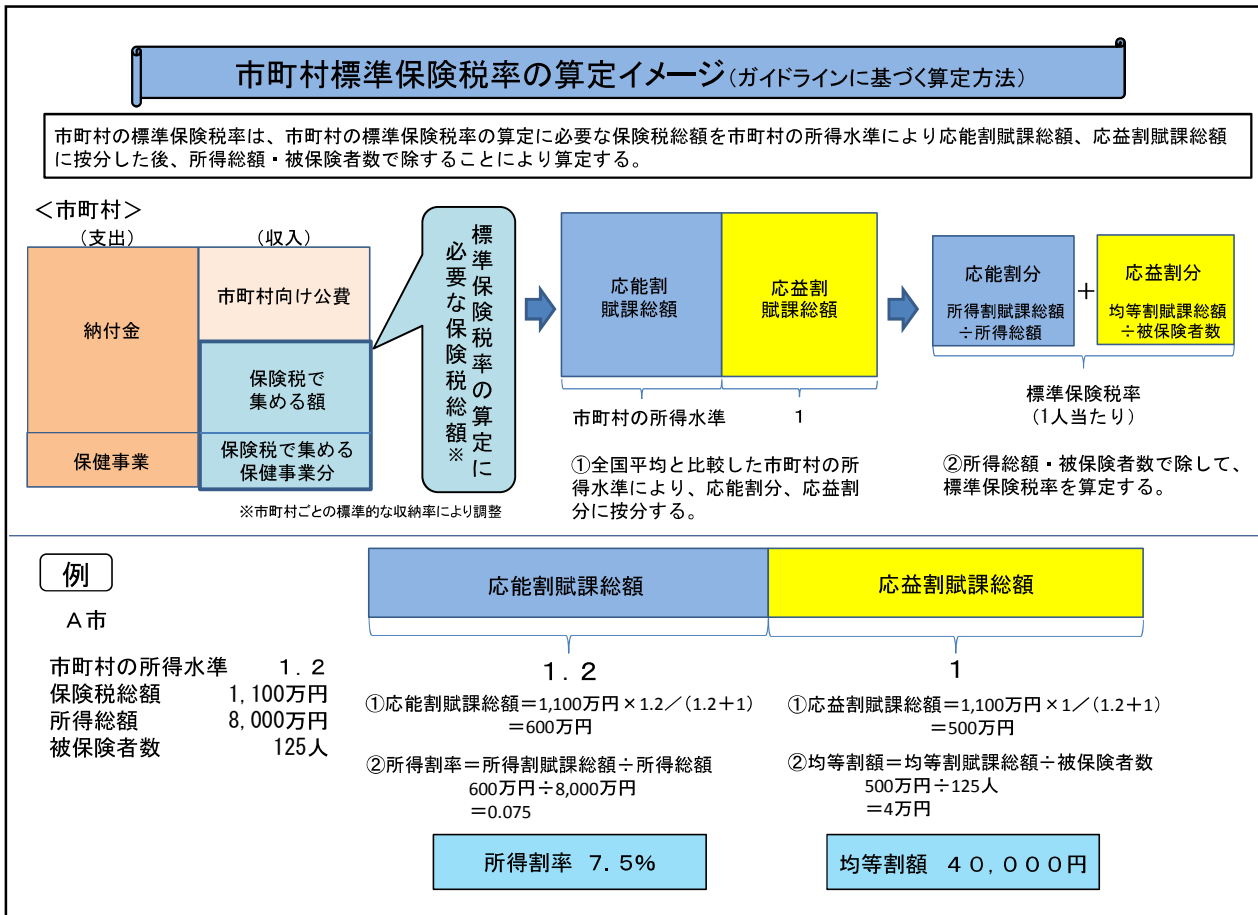 市町村標準保険税率の算定イメージ(ガイドラインに基づく算定方法)
市町村の標準保険税率は、市町村の標準保険税率の算定に必要な保険税総額を市町村の所得水準により応能割賦課総額、応益割賦課総額
に按分した後、所得総額・被保険者数で除することにより算定する。
＜市町村＞
(支出)
(収入)
納付金
保健事業
市町村向け公費
保険税で
集める額
保険税で集める
保健事業分
標準保険税率の算定に
必要な保険税総額※
※市町村ごとの標準的な収納率により調整
応能割
賦課総額
応益割
賦課総額
市町村の所得水準
1
①全国平均と比較した市町村の所
得水準により、応能割分、応益割
分に按分する。
応能割分
所得割賦課総額
÷所得総額
+
応益割分
均等割賦課総額
÷被保険者数
標準保険税率
(1人当たり)
②所得総額・被保険者数で除して、
標準保険税率を算定する。
例
A市
市町村の所得水準 1.2
保険税総額 1,100万円
所得総額 8,000万円
被保険者数 125人
応能割賦課総額
応益割賦課総額
1.2
1
①応能割賦課総額＝1,100万円×1.2／(1.2＋1)
＝600万円
②所得割率＝所得割賦課総額÷所得総額
600万円÷8,000万円
＝0.075
所得割率 7.5%
①応益割賦課総額＝1,100万円×1／(1.2＋1)
＝500万円
②均等割額＝均等割賦課総額÷被保険者数
500万円÷125人
＝4万円
均等割額 40,000円